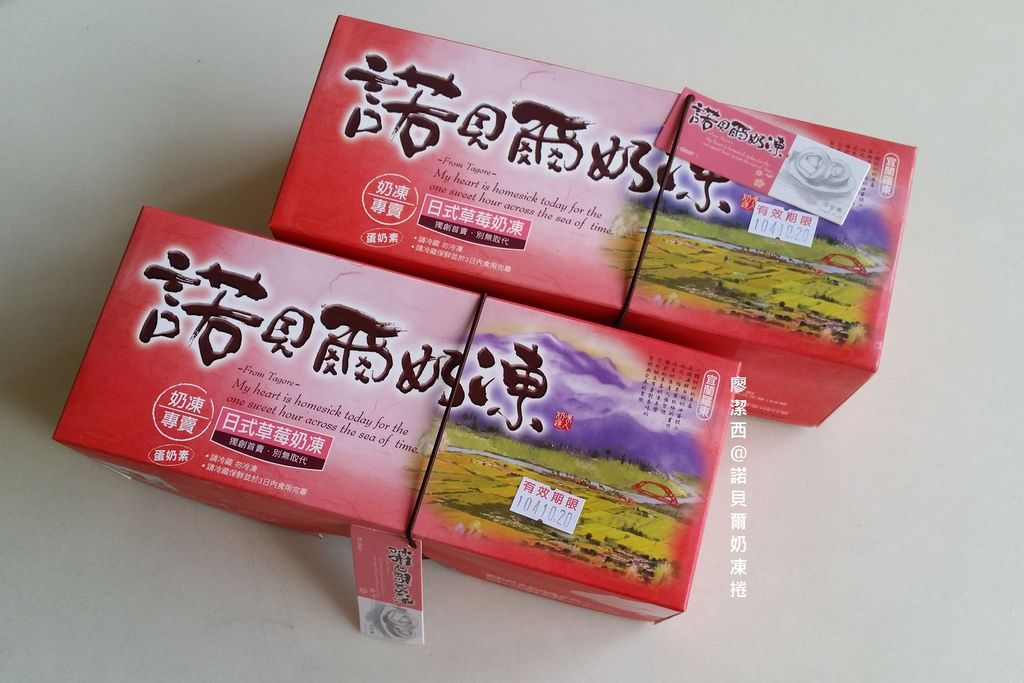 諾貝爾奶凍
-From Tagore-
My heart is homesick today for the
one sweet hour across the sea of time.
奶凍
專賣
蛋奶素
日式草莓奶凍
獨創首賣・別無取代
• 請冷藏 勿冷凍
• 請冷藏保鮮並於3日內食用完畢
諾貝爾奶凍
宜蘭羅東
有效期限
1041020
諾貝爾奶凍
-From Tagore-
My heart is homesick today for the
one sweet hour across the sea of time.
奶凍
專賣
蛋奶素
日式草莓奶凍
獨創首賣・別無取代
• 請冷藏 勿冷凍
• 請冷藏保鮮並於3日內食用完畢
宜蘭羅東
有效期限
1041020
廖潔西@諾貝爾奶凍捲